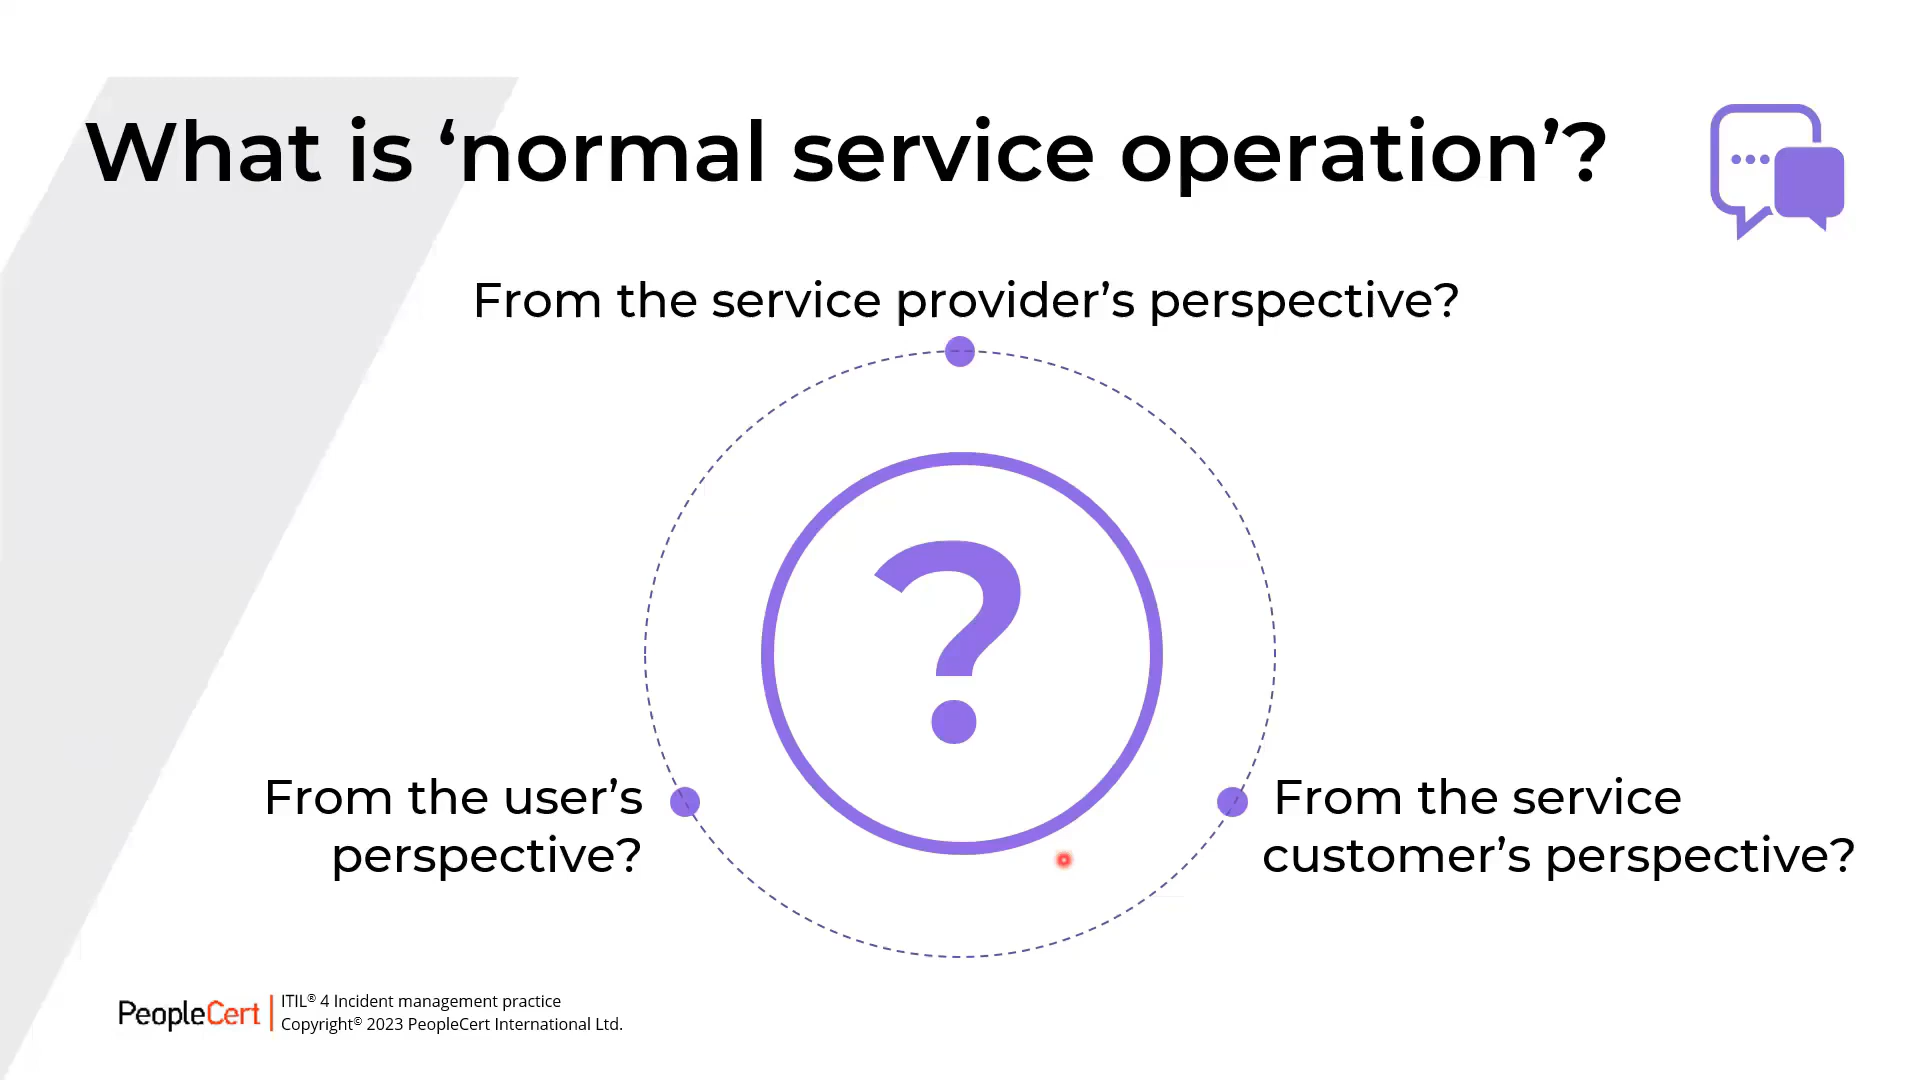 What is ‘normal service operation’?
From the service provider’s perspective?
?
From the user’s
perspective?
From the service
customer’s perspective?
PeopleCert
ITIL® 4 Incident management practice
Copyright© 2023 PeopleCert International Ltd.